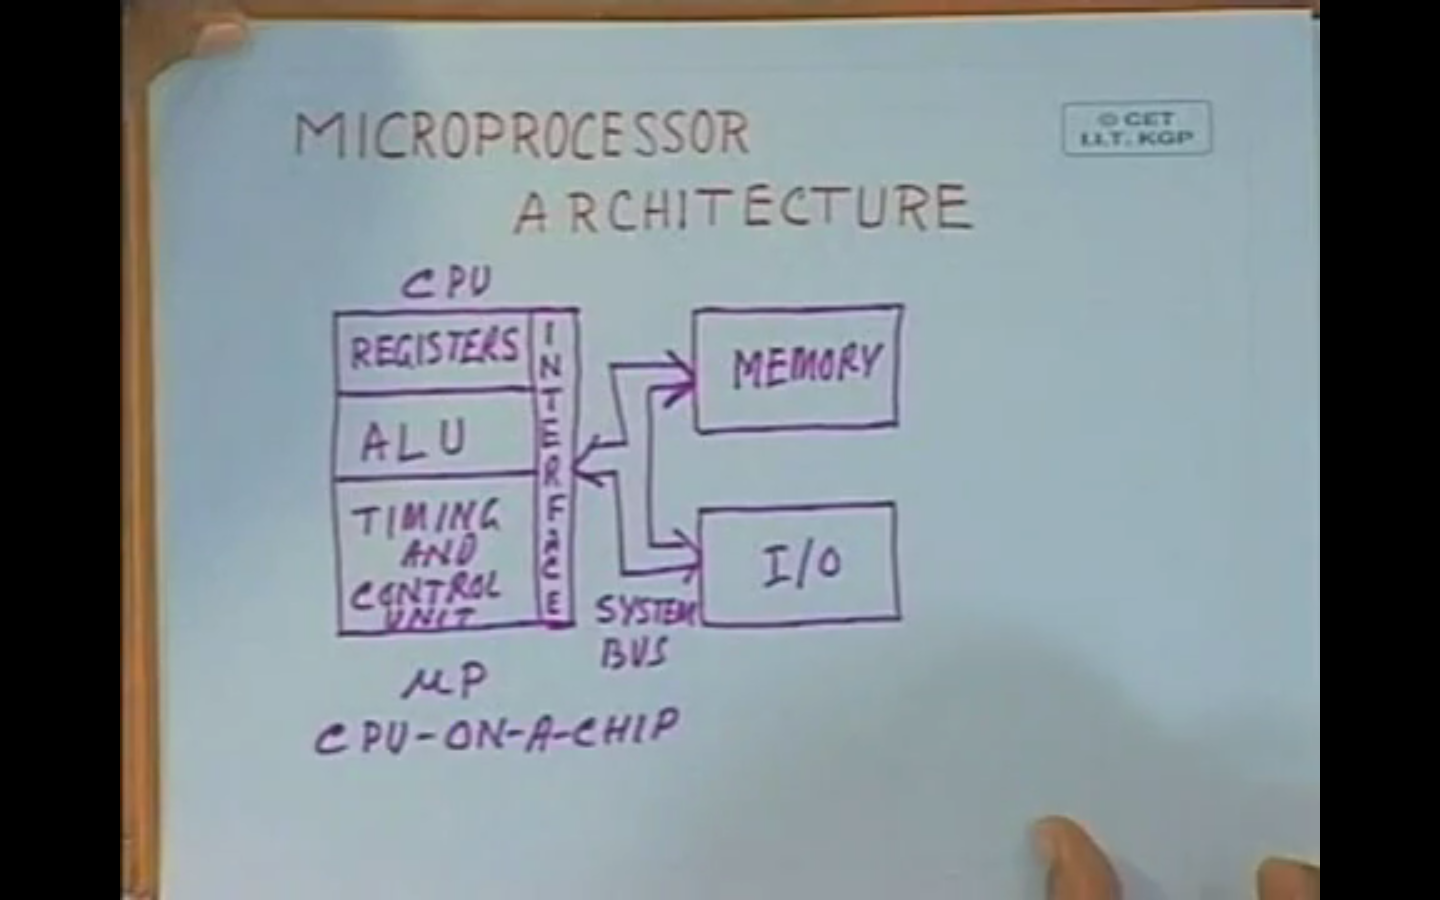 MICROPROCESSOR
ARCHITECTURE
© CET
I.I.T. KGP
CPU
REGISTERS
ALU
TIMING
AND
CONTROL
UNIT
INTERFACE
MEMORY
I/O
SYSTEM
BUS
μP
CPU-ON-A-CHIP